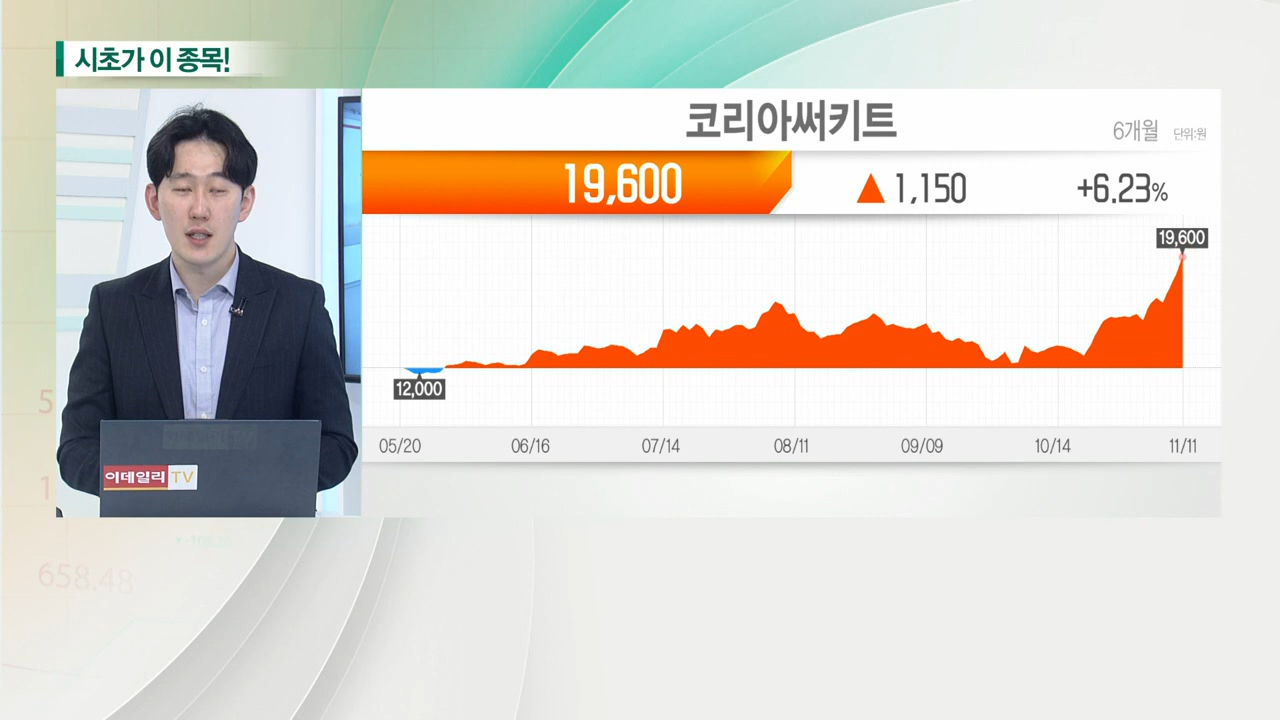 시초가 이 종목!
코리아써키트
6개월 단위:원
19,600 ▲ 1,150 +6.23%
19,600
12,000
05/20 06/16 07/14 08/11 09/09 10/14 11/11
이데일리 TV
658.48